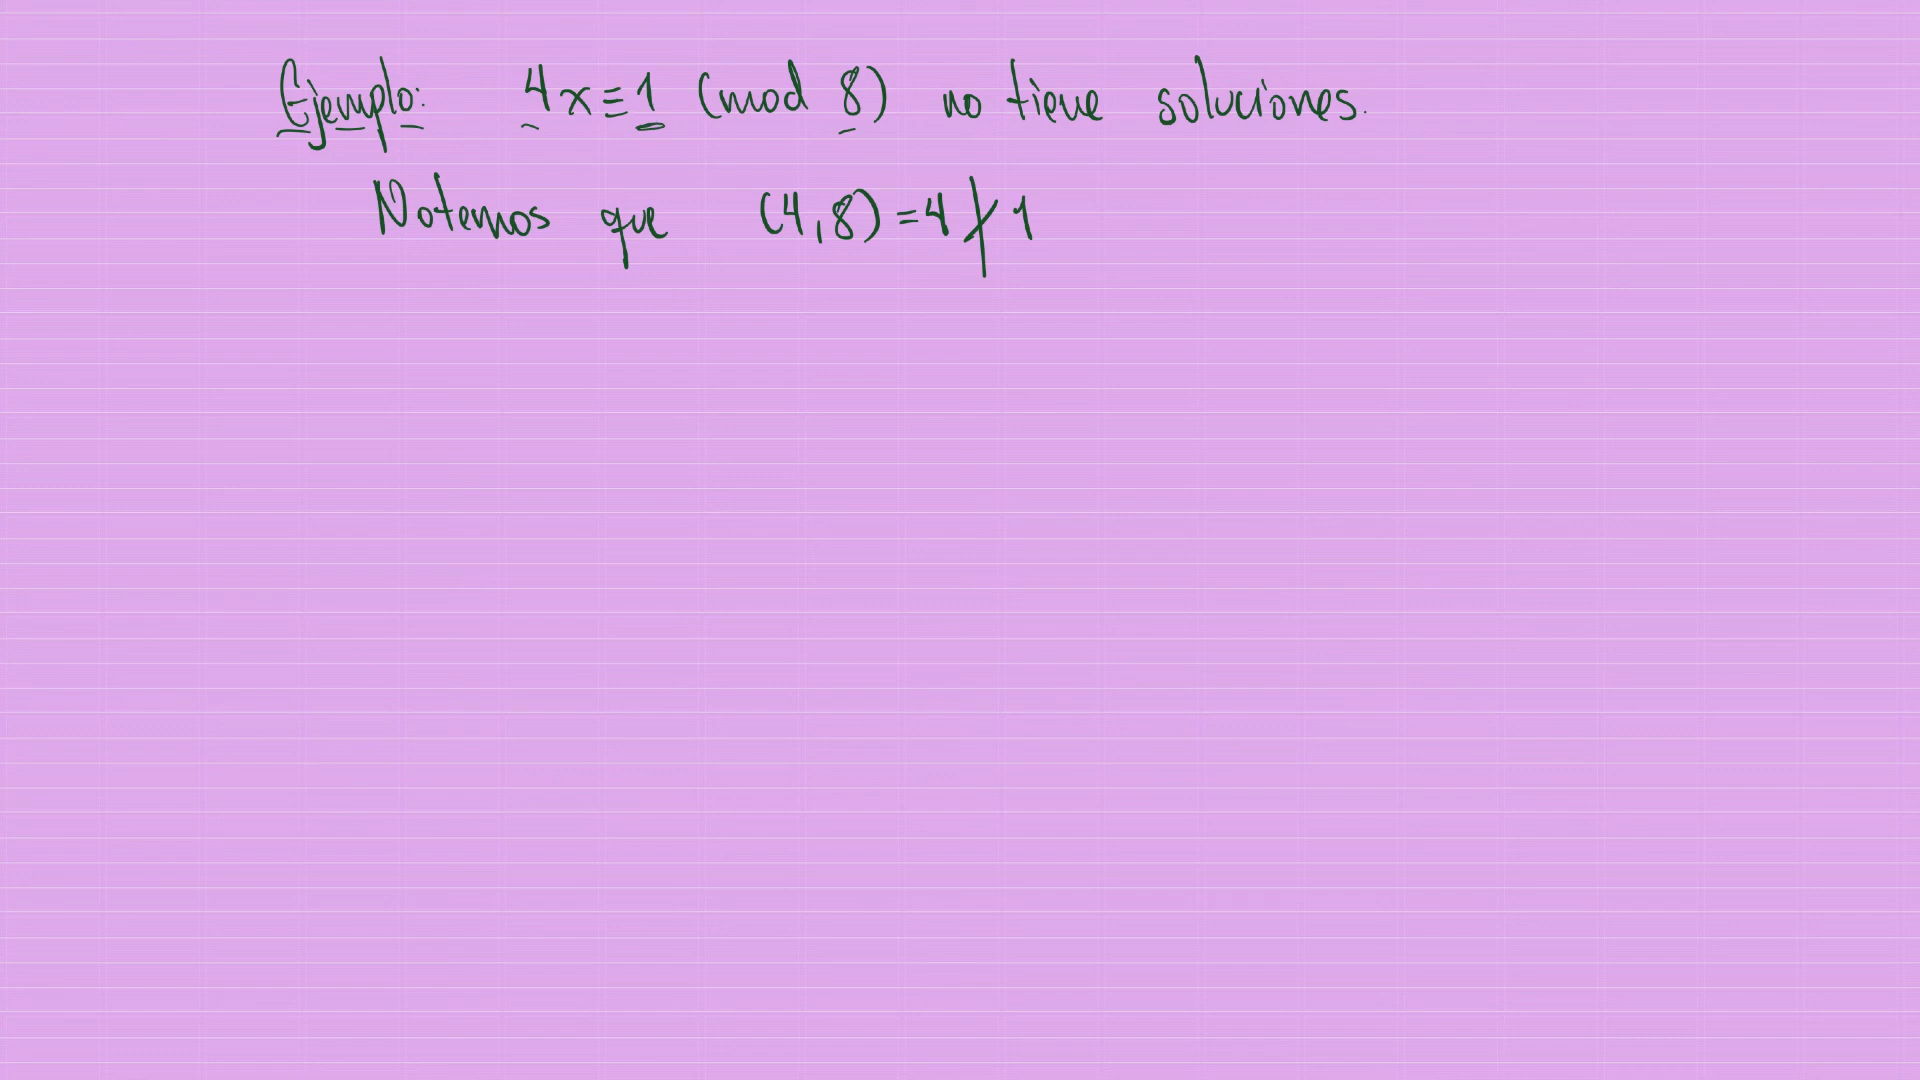 Ejemplo: 4x ≡ 1 (mod 8) no tiene soluciones.
Notemos que (4,8) = 4 ∤ 1